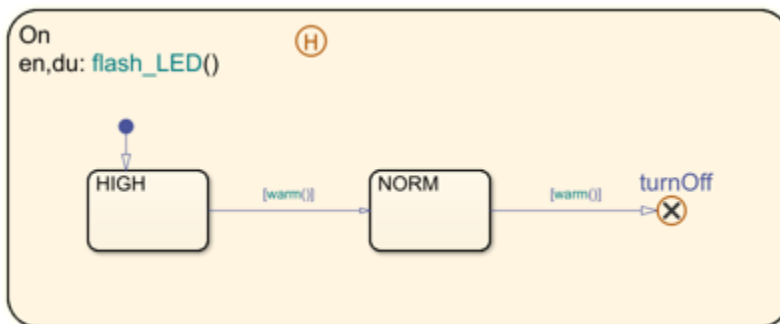 On
H
en,du: flash_LED()
HIGH
[warm()]
NORM
[warm()]
turnOff